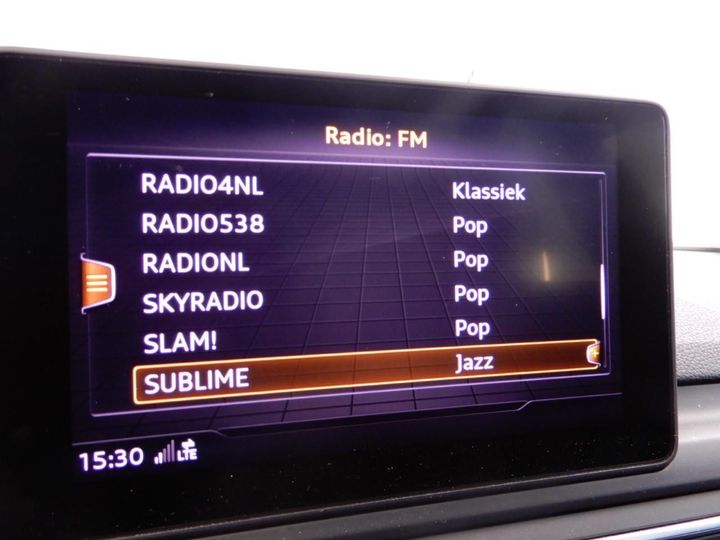 Radio: FM
RADIO4NL Klassiek
RADIO538 Pop
RADIONL Pop
SKYRADIO Pop
SLAM! Pop
SUBLIME Jazz
15:30 LTE